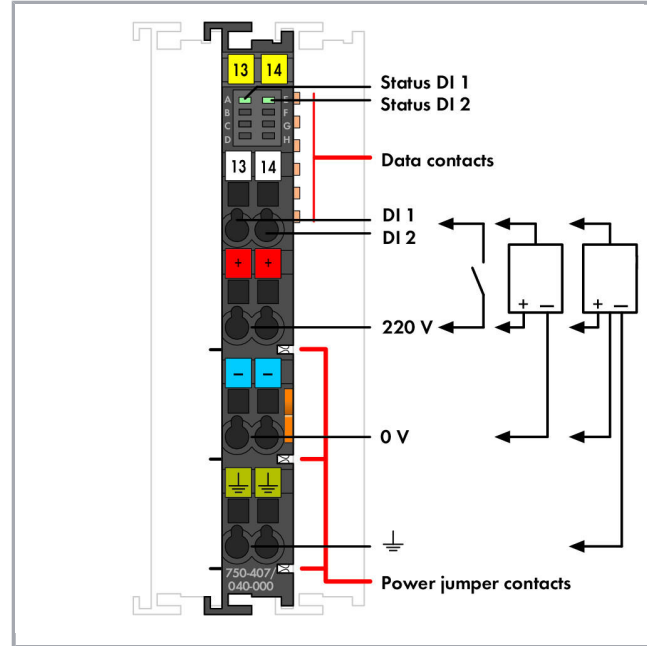 13 14
Status DI 1
A E
Status DI 2
B F
C G
D H
Data contacts
13 14
DI 1
DI 2
+ +
+ − + −
220 V
− −
0 V
750-407/
040-000
Power jumper contacts